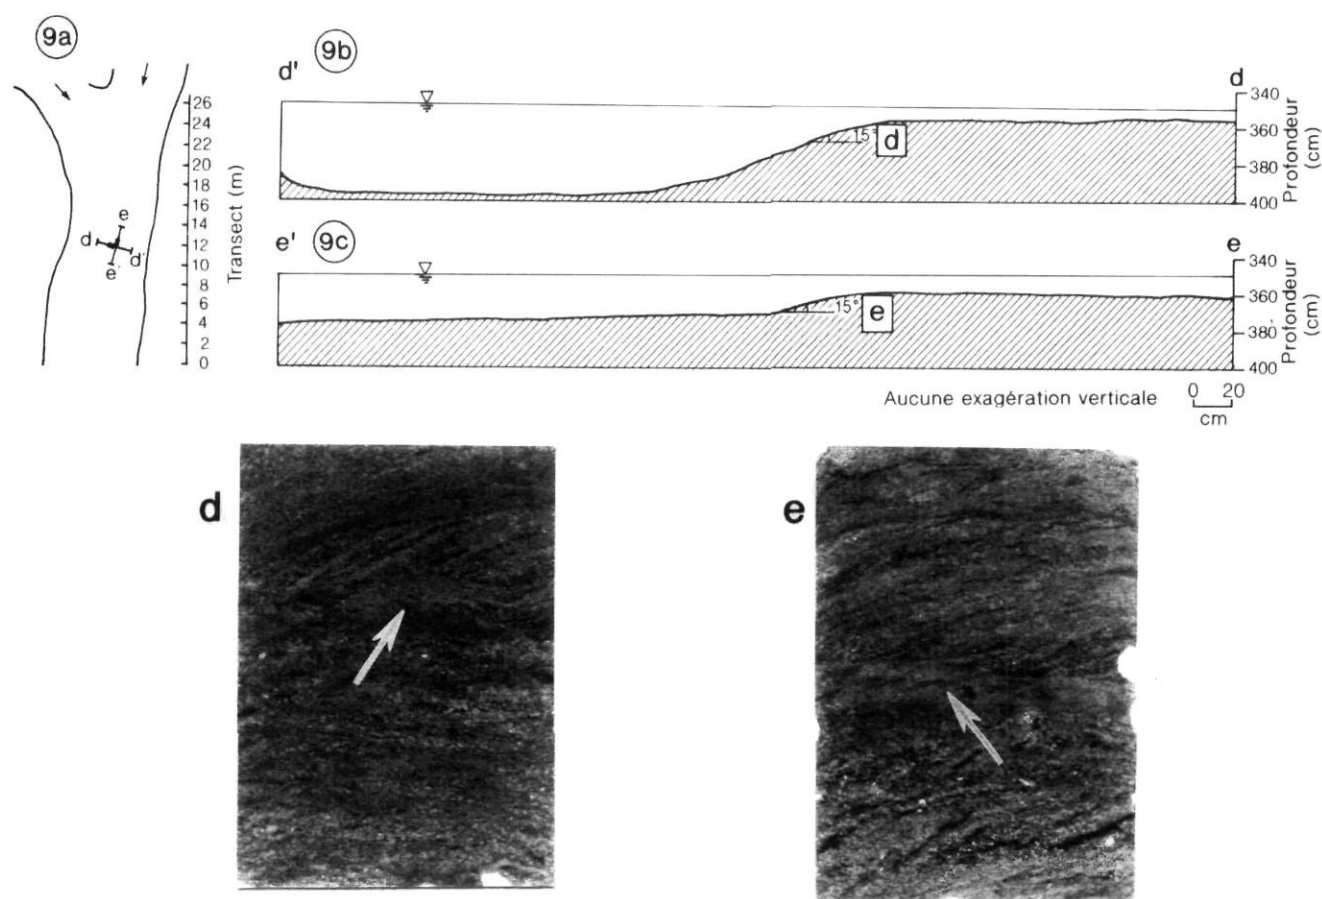 9a
26
24
22
20
18
16
14
12
10
8
6
4
2
0
Transect (m)
e
d
d'
e'
9b
d'
d
15°
d
340
360
380
400
Profondeur
(cm)
9c
e'
e
15°
e
340
360
380
400
Profondeur
(cm)
Aucune exagération verticale
0 20
cm
d
e